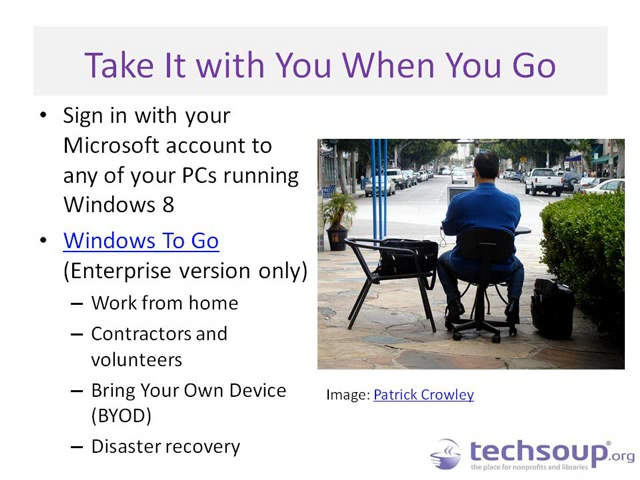 Take It with You When You Go
• Sign in with your
Microsoft account to
any of your PCs running
Windows 8
• Windows To Go
(Enterprise version only)
– Work from home
– Contractors and
volunteers
– Bring Your Own Device
(BYOD)
– Disaster recovery
Image: Patrick Crowley
techsoup®.org
the place for nonprofits and libraries